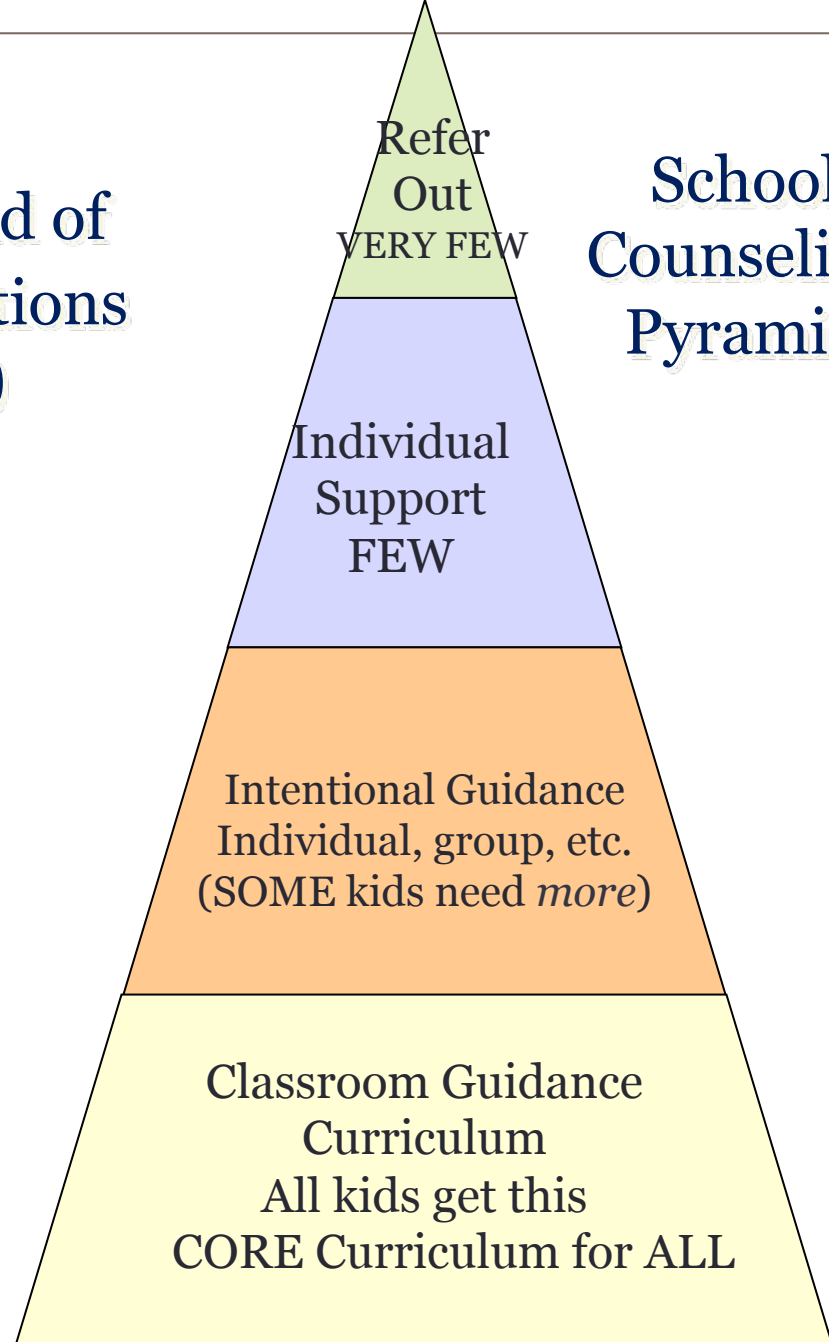 d of
tions
)
School
Counseli
Pyrami
Refer
Out
VERY FEW
Individual
Support
FEW
Intentional Guidance
Individual, group, etc.
(SOME kids need more)
Classroom Guidance
Curriculum
All kids get this
CORE Curriculum for ALL